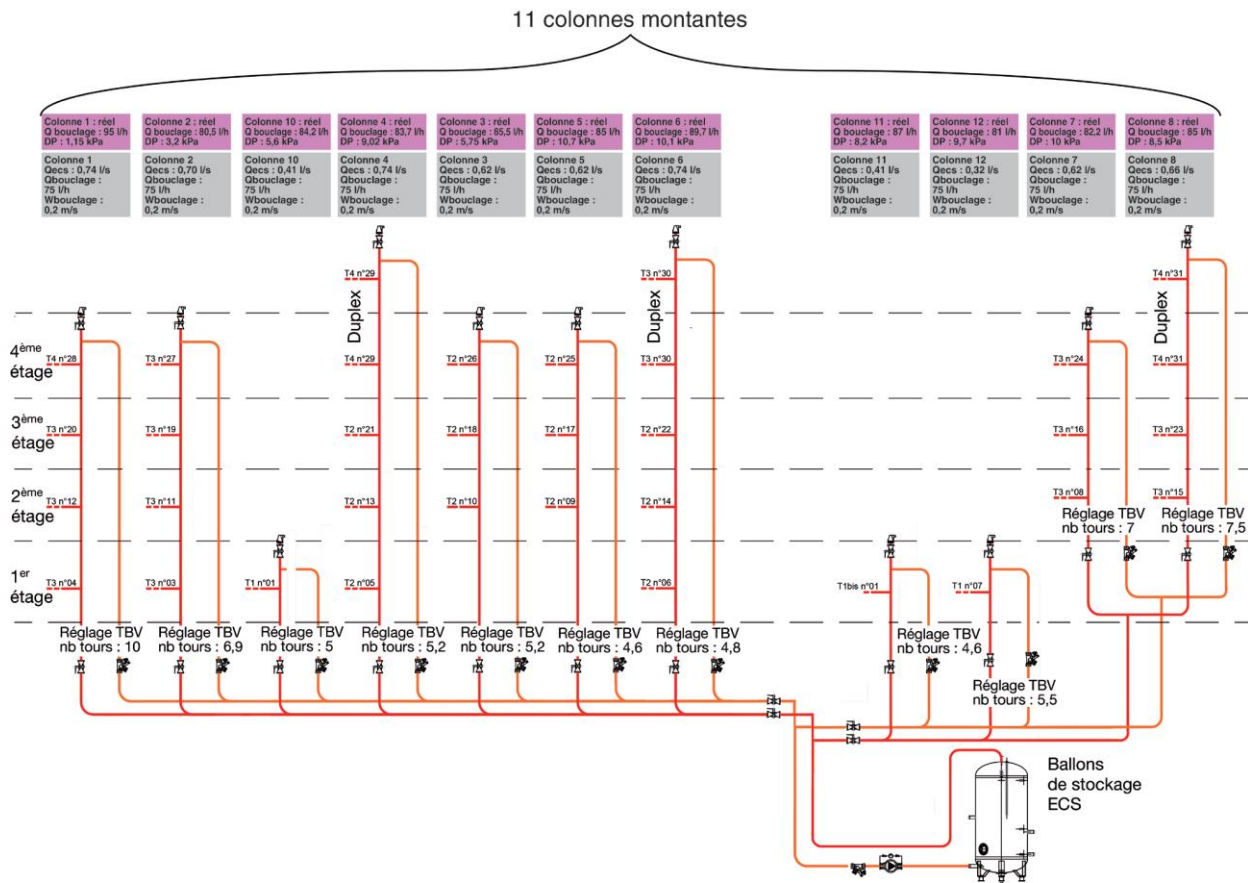 11 colonnes montantes
Colonne 1 : réel
Q bouclage : 95 l/h
DP : 1,15 kPa
Colonne 2 : réel
Q bouclage : 80,5 l/h
DP : 3,2 kPa
Colonne 10 : réel
Q bouclage : 84,2 l/h
DP : 5,6 kPa
Colonne 4 : réel
Q bouclage : 83,7 l/h
DP : 9,02 kPa
Colonne 3 : réel
Q bouclage : 85,5 l/h
DP : 5,75 kPa
Colonne 5 : réel
Q bouclage : 85 l/h
DP : 10,7 kPa
Colonne 6 : réel
Q bouclage : 89,7 l/h
DP : 10,1 kPa
Colonne 11 : réel
Q bouclage : 87 l/h
DP : 8,2 kPa
Colonne 12 : réel
Q bouclage : 81 l/h
DP : 9,7 kPa
Colonne 7 : réel
Q bouclage : 82,2 l/h
DP : 10 kPa
Colonne 8 : réel
Q bouclage : 85 l/h
DP : 8,5 kPa
Colonne 1
Qecs : 0,74 l/s
Qbouclage :
75 l/h
Wbouclage :
0,2 m/s
Colonne 2
Qecs : 0,70 l/s
Qbouclage :
75 l/h
Wbouclage :
0,2 m/s
Colonne 10
Qecs : 0,41 l/s
Qbouclage :
75 l/h
Wbouclage :
0,2 m/s
Colonne 4
Qecs : 0,74 l/s
Qbouclage :
75 l/h
Wbouclage :
0,2 m/s
Colonne 3
Qecs : 0,62 l/s
Qbouclage :
75 l/h
Wbouclage :
0,2 m/s
Colonne 5
Qecs : 0,62 l/s
Qbouclage :
75 l/h
Wbouclage :
0,2 m/s
Colonne 6
Qecs : 0,74 l/s
Qbouclage :
75 l/h
Wbouclage :
0,2 m/s
Colonne 11
Qecs : 0,41 l/s
Qbouclage :
75 l/h
Wbouclage :
0,2 m/s
Colonne 12
Qecs : 0,32 l/s
Qbouclage :
75 l/h
Wbouclage :
0,2 m/s
Colonne 7
Qecs : 0,62 l/s
Qbouclage :
75 l/h
Wbouclage :
0,2 m/s
Colonne 8
Qecs : 0,66 l/s
Qbouclage :
75 l/h
Wbouclage :
0,2 m/s
T4 n°29
T3 n°30
T4 n°31
Duplex
Duplex
Duplex
4ème
étage
T4 n°28
T3 n°27
T4 n°29
T2 n°26
T2 n°25
T3 n°30
T3 n°24
T4 n°31
3ème
étage
T3 n°20
T3 n°19
T2 n°21
T2 n°18
T2 n°17
T2 n°22
T3 n°16
T3 n°23
2ème
étage
T3 n°12
T3 n°11
T2 n°13
T2 n°10
T2 n°09
T2 n°14
T3 n°08
T3 n°15
Réglage TBV
nb tours : 7
Réglage TBV
nb tours : 7,5
1er
étage
T3 n°04
T3 n°03
T1 n°01
T2 n°05
T2 n°06
T1bis n°01
T1 n°07
Réglage TBV
nb tours : 10
Réglage TBV
nb tours : 6,9
Réglage TBV
nb tours : 5
Réglage TBV
nb tours : 5,2
Réglage TBV
nb tours : 5,2
Réglage TBV
nb tours : 4,6
Réglage TBV
nb tours : 4,8
Réglage TBV
nb tours : 4,6
Réglage TBV
nb tours : 5,5
Ballons
de stockage
ECS